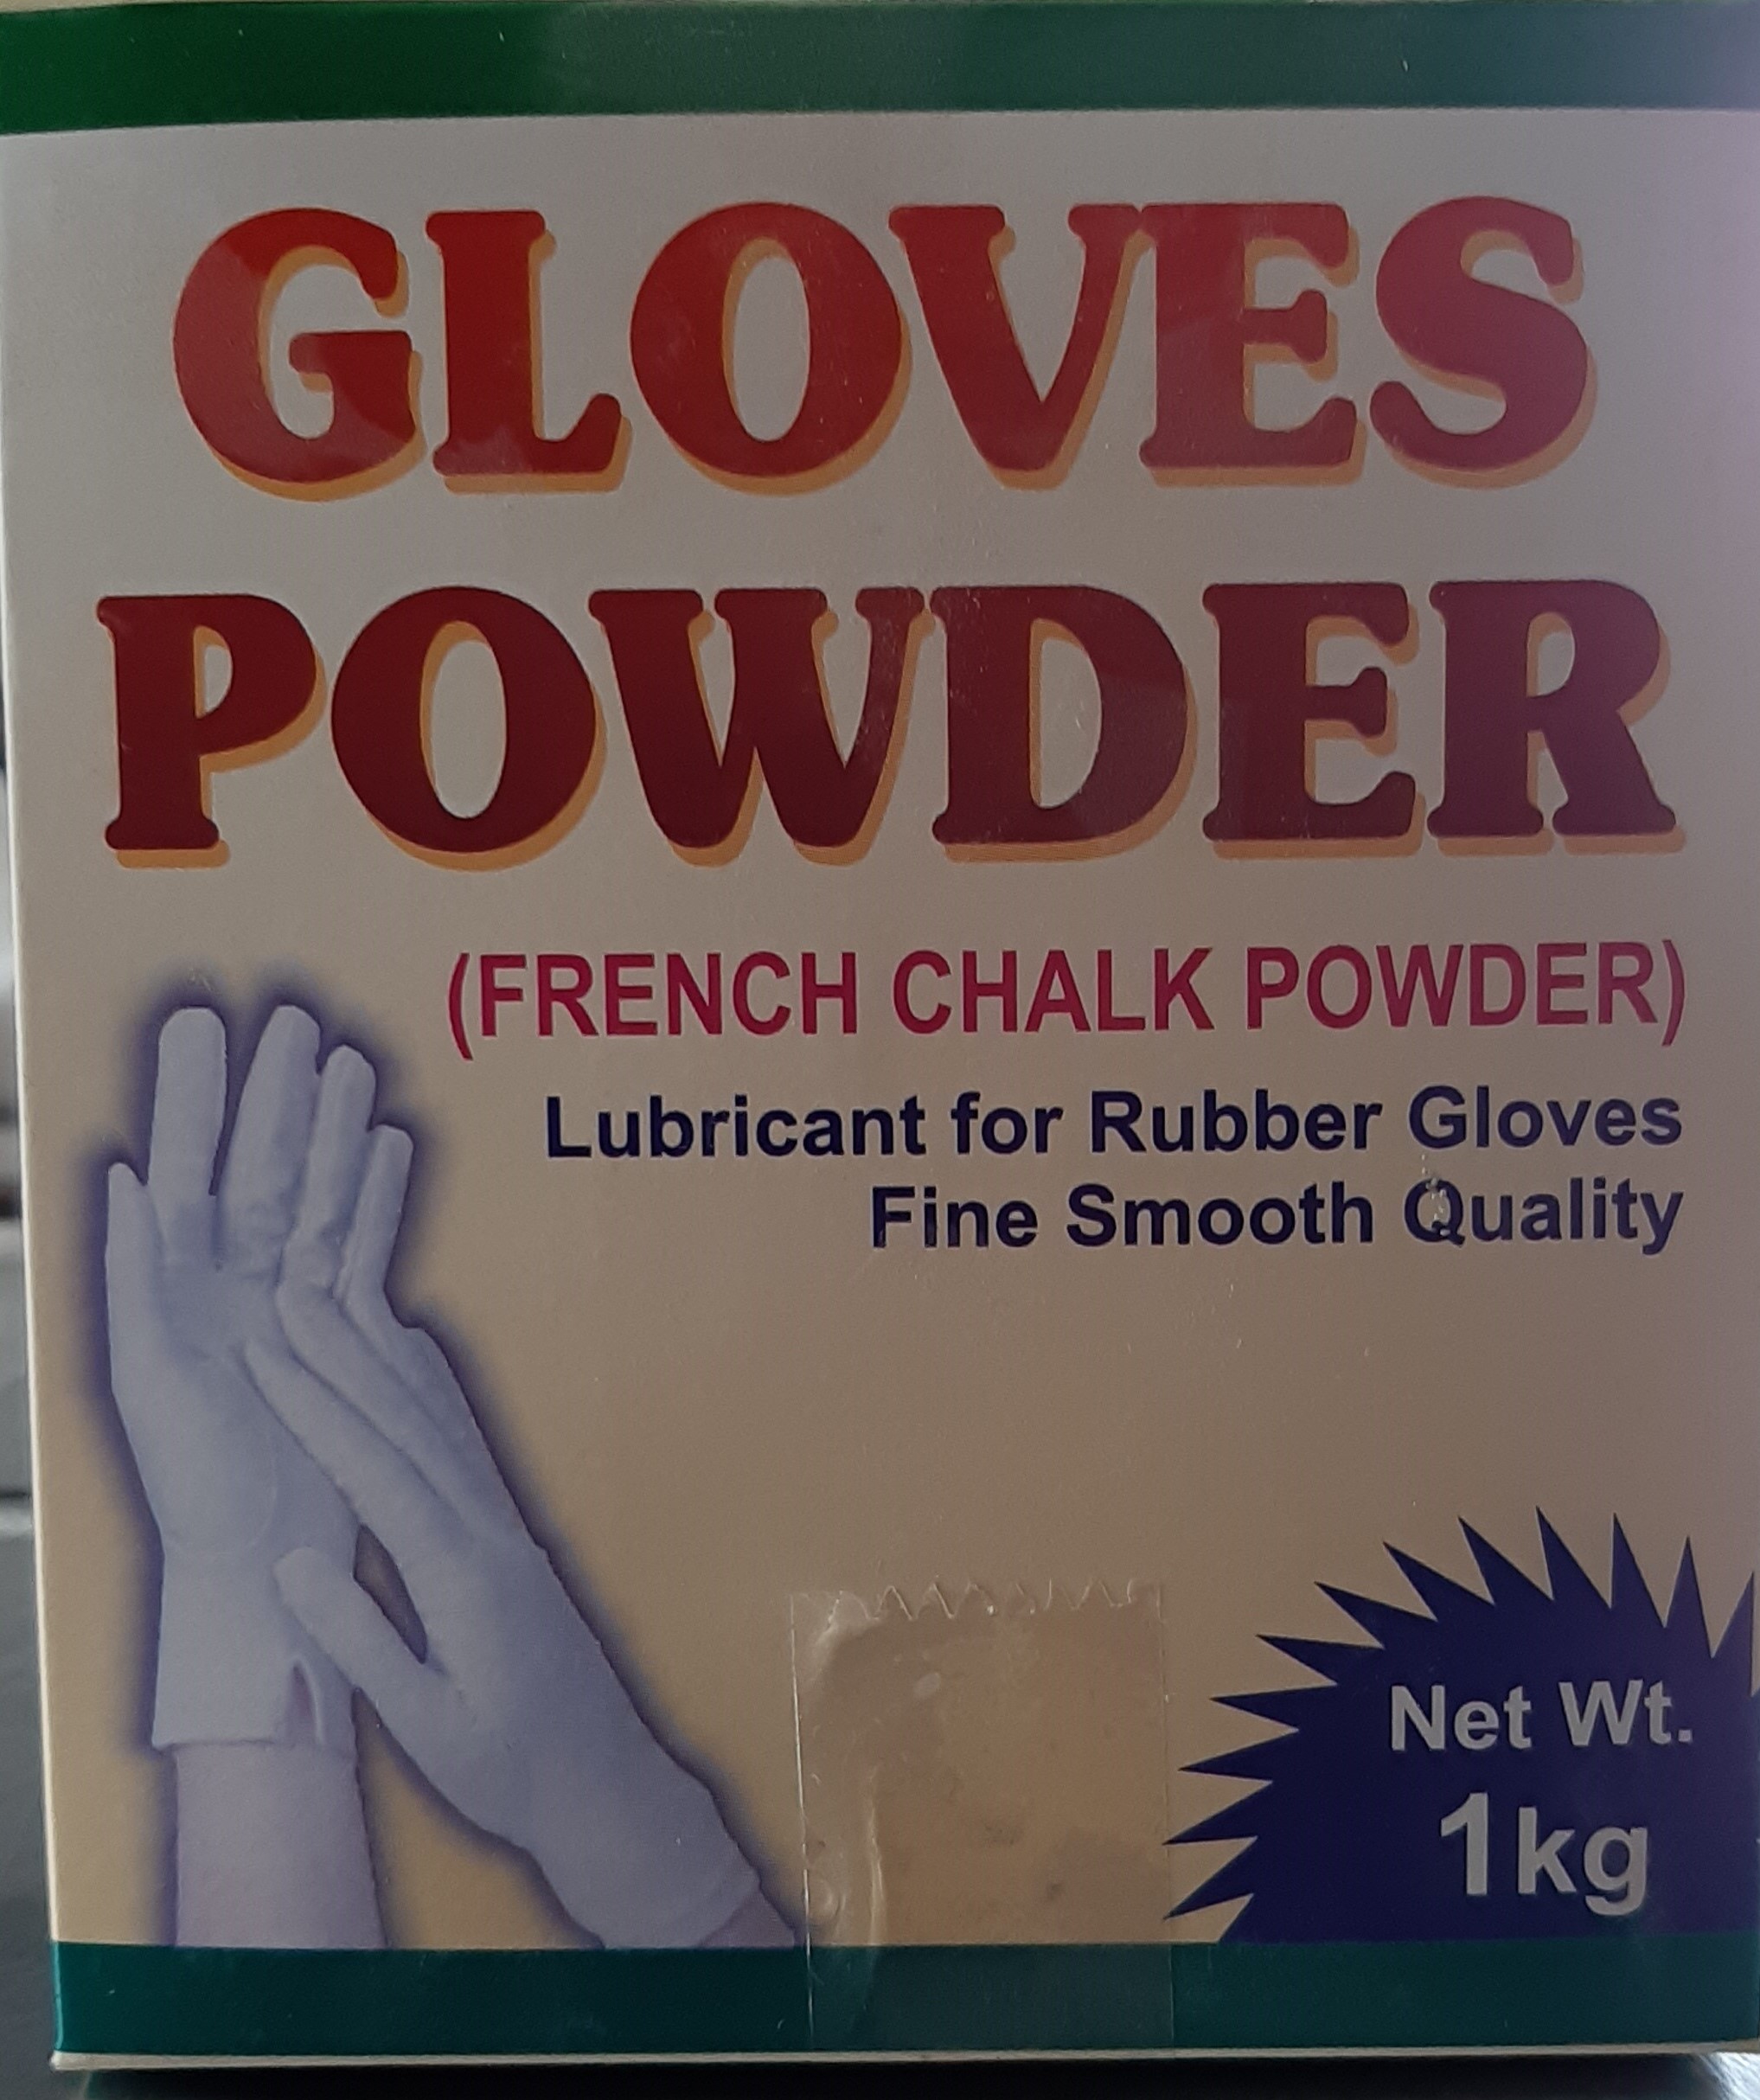 GLOVES
POWDER
(FRENCH CHALK POWDER)
Lubricant for Rubber Gloves
Fine Smooth Quality
Net Wt.
1kg